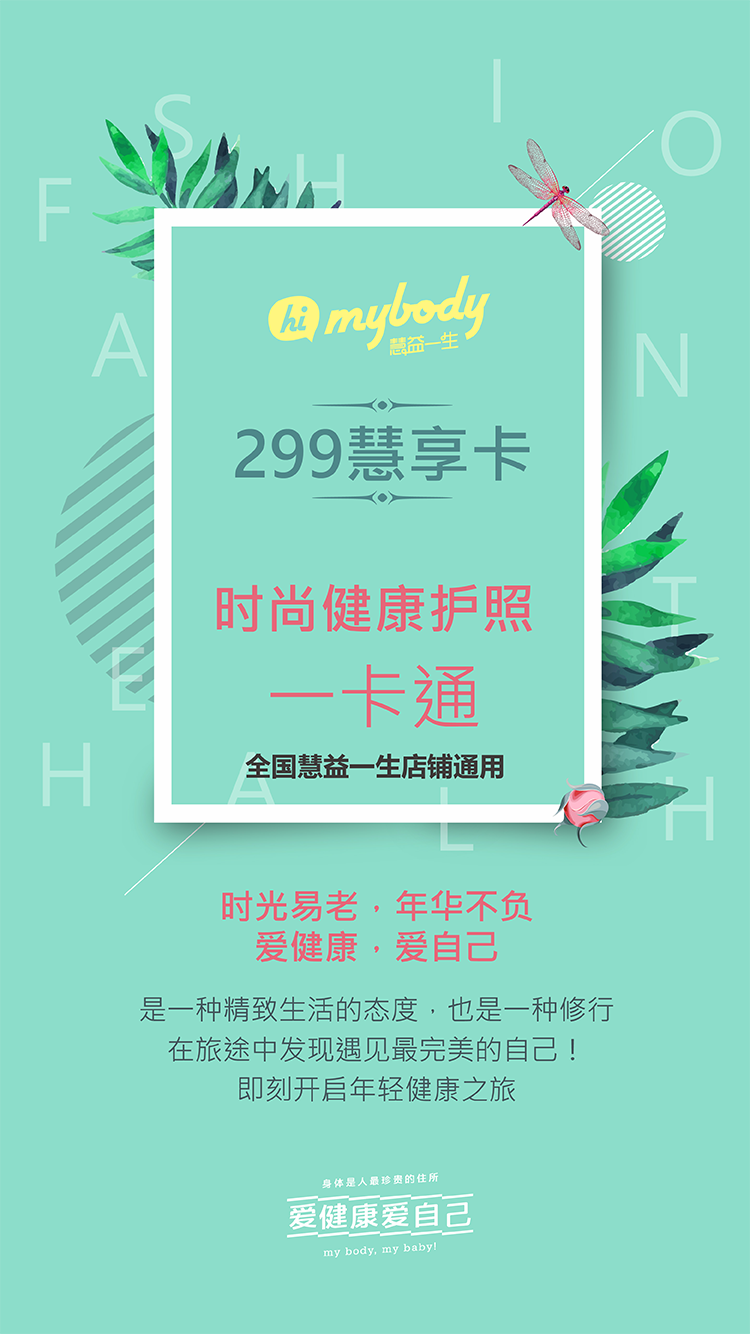 FASHION
hi mybody
慧益一生
299慧享卡
时尚健康护照
一卡通
全国慧益一生店铺通用
HEALTH
时光易老，年华不负
爱健康，爱自己
是一种精致生活的态度，也是一种修行
在旅途中发现遇见最完美的自己！
即刻开启年轻健康之旅
身体是人最珍贵的住所
爱健康爱自己
my body, my baby!